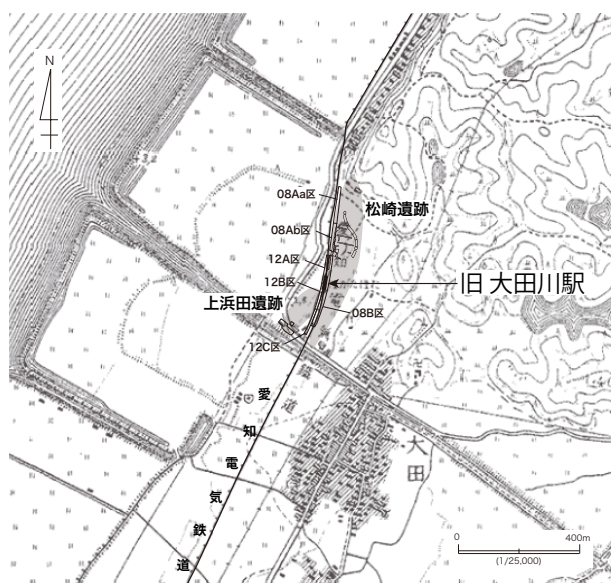 N
08Aa区
松崎遺跡
08Ab区
12A区
12B区
旧 大田川駅
上浜田遺跡
08B区
12C区
愛知電気鉄道
大田
0
400m
(1/25,000)